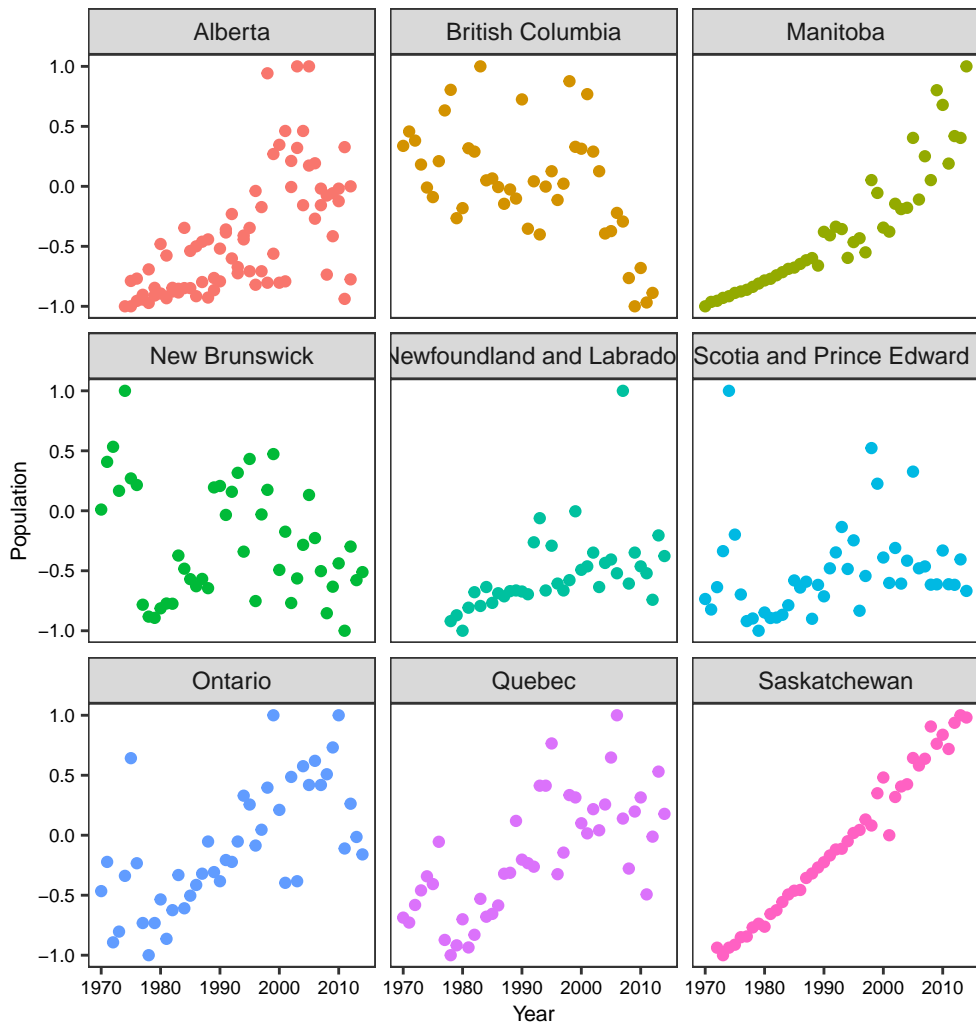 Alberta
British Columbia
Manitoba
1.0
0.5
0.0
−0.5
−1.0
New Brunswick
Newfoundland and Labrado
Scotia and Prince Edward
1.0
0.5
0.0
−0.5
−1.0
Population
Ontario
Quebec
Saskatchewan
1.0
0.5
0.0
−0.5
−1.0
1970 1980 1990 2000 2010
1970 1980 1990 2000 2010
1970 1980 1990 2000 2010
Year